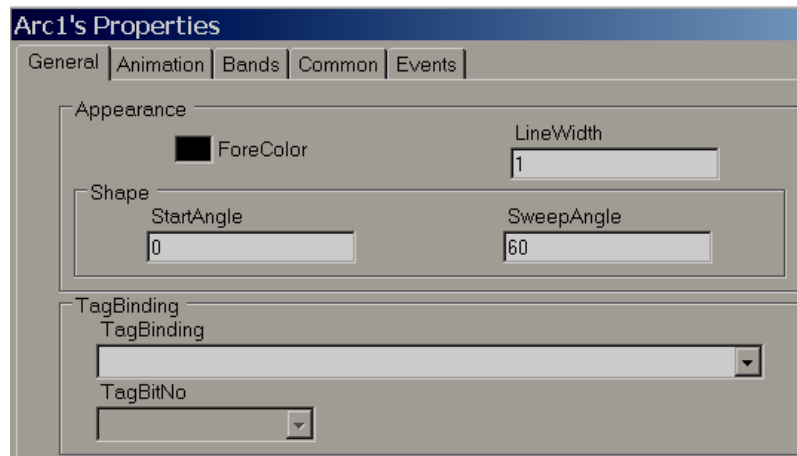 Arc1's Properties
General Animation Bands Common Events
Appearance
ForeColor
LineWidth
1
Shape
StartAngle
SweepAngle
0
60
TagBinding
TagBinding
TagBitNo